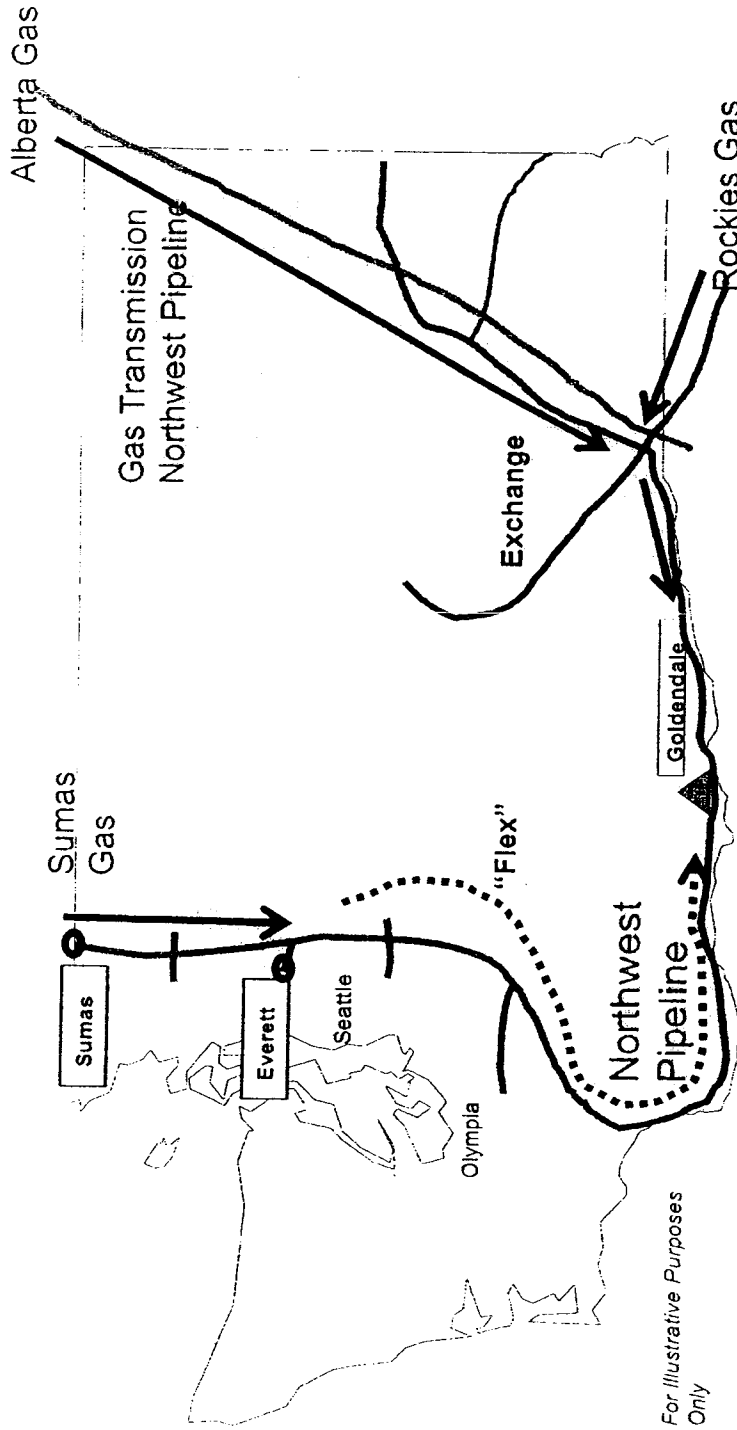 Alberta Gas
Gas Transmission
Northwest Pipeline
Sumas
Gas
Sumas
Everett
Seattle
Olympia
Exchange
"Flex"
Goldendale
Northwest
Pipeline
Rockies Gas
For Illustrative Purposes
Only